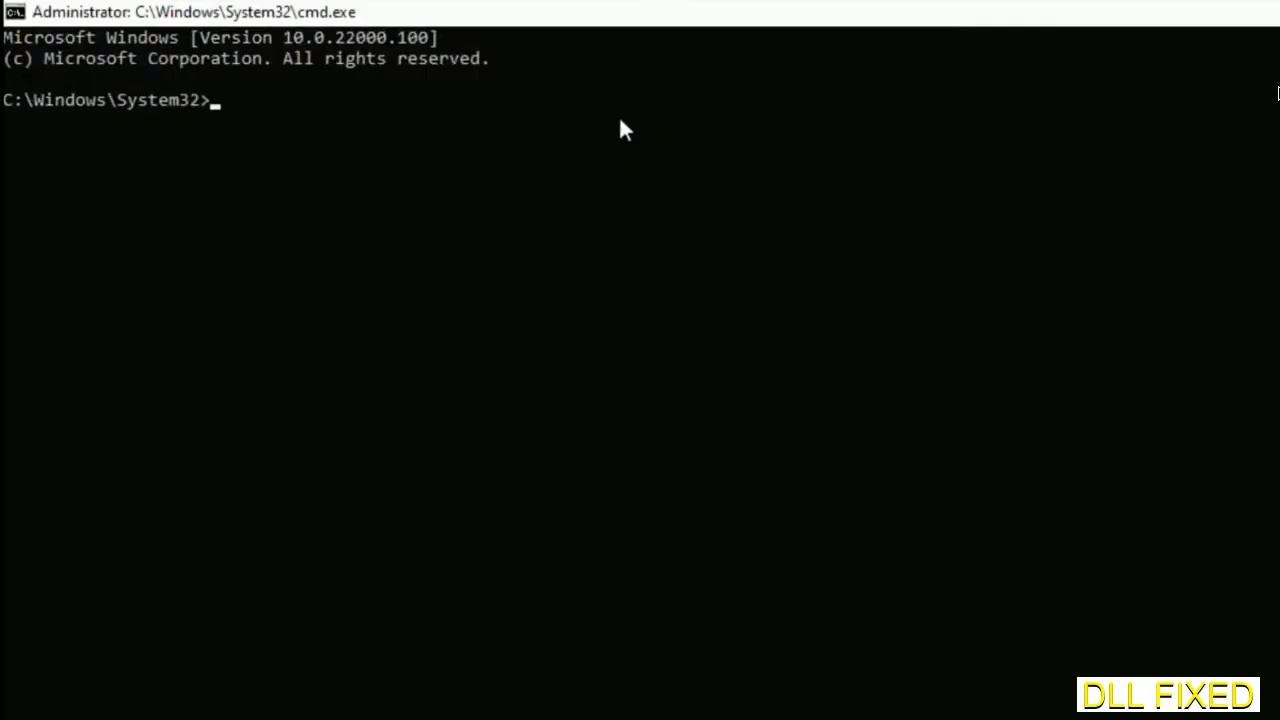 Administrator: C:\Windows\System32\cmd.exe
Microsoft Windows [Version 10.0.22000.100]
(c) Microsoft Corporation. All rights reserved.
C:\Windows\System32>
DLL FIXED